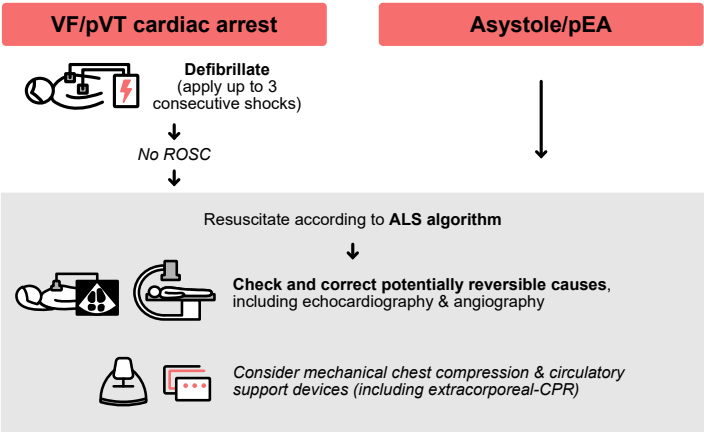 VF/pVT cardiac arrest
Asystole/pEA
Defibrillate
(apply up to 3
consecutive shocks)
No ROSC
Resuscitate according to ALS algorithm
Check and correct potentially reversible causes,
including echocardiography & angiography
Consider mechanical chest compression & circulatory
support devices (including extracorporeal-CPR)